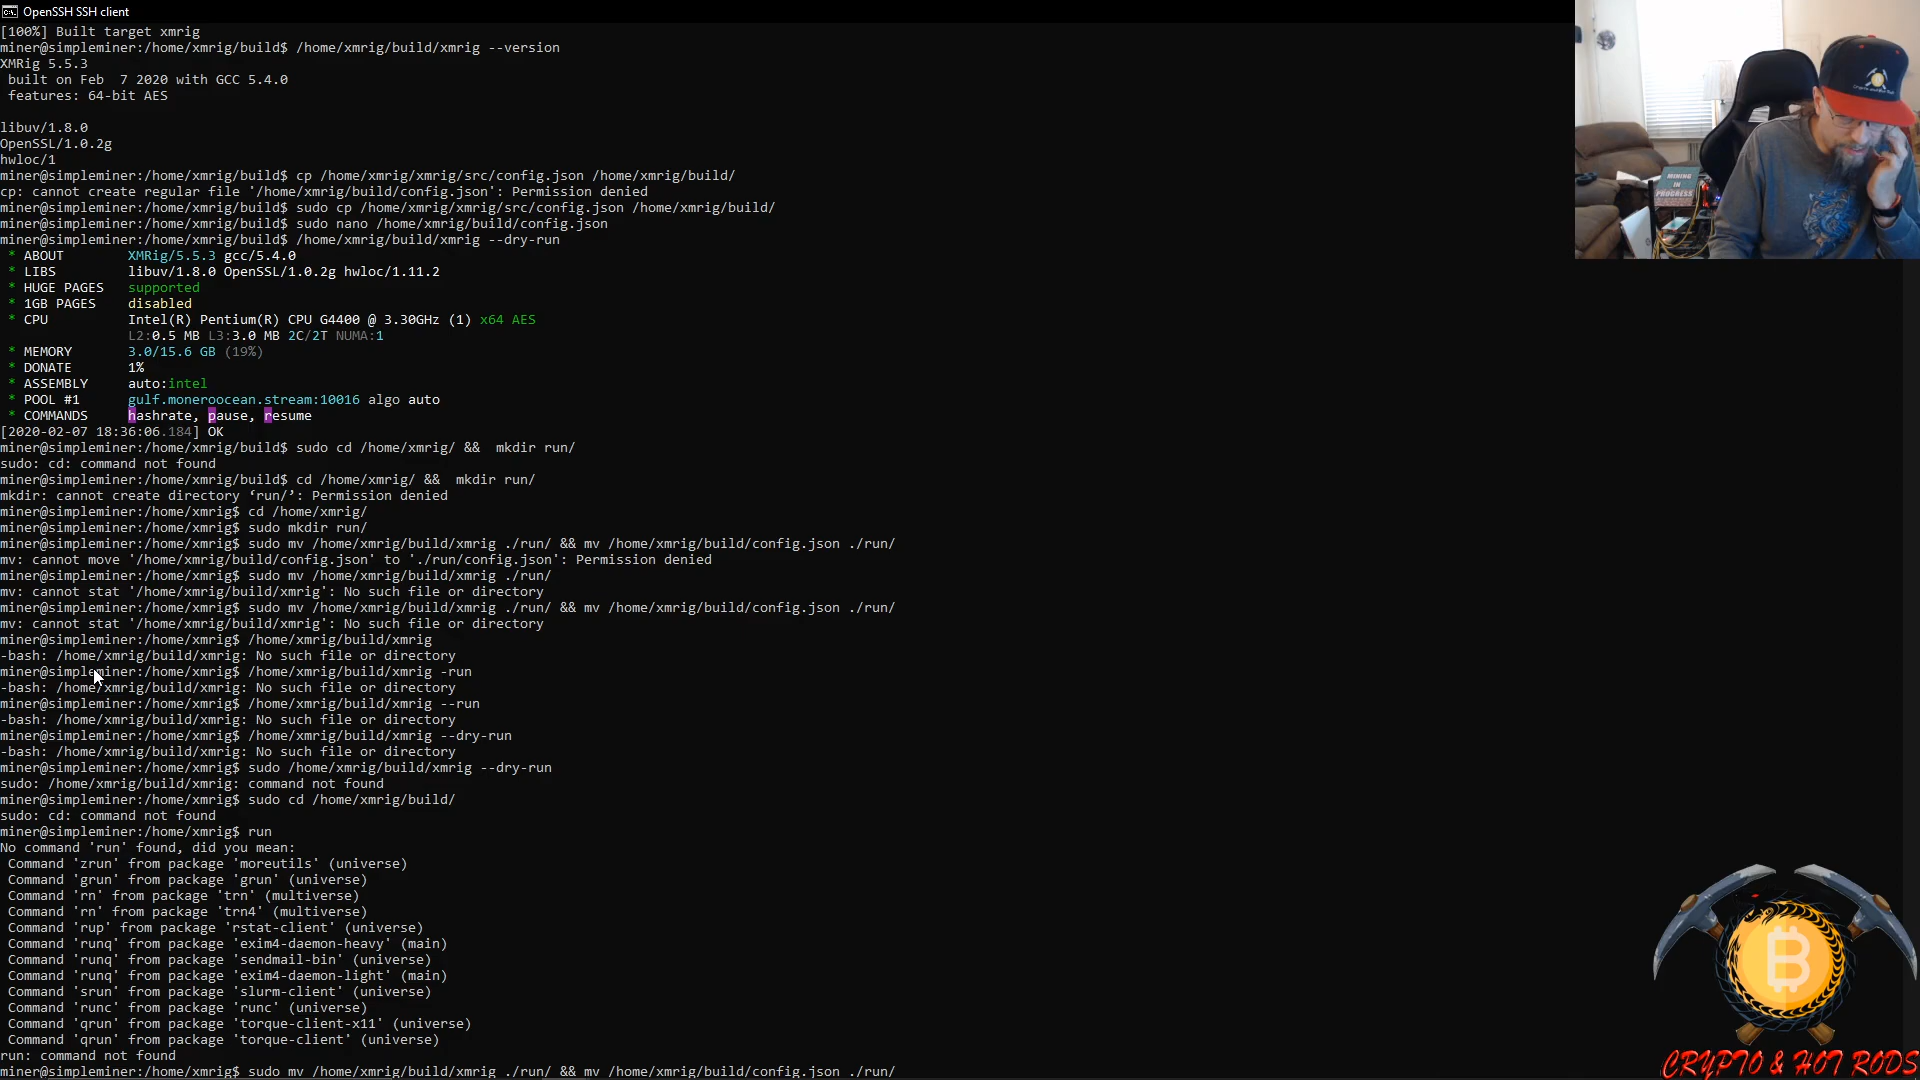 OpenSSH SSH client
[100%] Built target xmrig
miner@simpleminer:/home/xmrig/build$ /home/xmrig/build/xmrig --version
XMRig 5.5.3
 built on Feb  7 2020 with GCC 5.4.0
 features: 64-bit AES
libuv/1.8.0
OpenSSL/1.0.2g
hwloc/1
miner@simpleminer:/home/xmrig/build$ cp /home/xmrig/xmrig/src/config.json /home/xmrig/build/
cp: cannot create regular file '/home/xmrig/build/config.json': Permission denied
miner@simpleminer:/home/xmrig/build$ sudo cp /home/xmrig/xmrig/src/config.json /home/xmrig/build/
miner@simpleminer:/home/xmrig/build$ sudo nano /home/xmrig/build/config.json
miner@simpleminer:/home/xmrig/build$ /home/xmrig/build/xmrig --dry-run
 * ABOUT        XMRig/5.5.3 gcc/5.4.0
 * LIBS         libuv/1.8.0 OpenSSL/1.0.2g hwloc/1.11.2
 * HUGE PAGES   supported
 * 1GB PAGES    disabled
 * CPU          Intel(R) Pentium(R) CPU G4400 @ 3.30GHz (1) x64 AES
                L2:0.5 MB L3:3.0 MB 2C/2T NUMA:1
 * MEMORY       3.0/15.6 GB (19%)
 * DONATE       1%
 * ASSEMBLY     auto:intel
 * POOL #1      gulf.moneroocean.stream:10016 algo auto
 * COMMANDS     hashrate, pause, resume
[2020-02-07 18:36:06.184] OK
miner@simpleminer:/home/xmrig/build$ sudo cd /home/xmrig/ &&  mkdir run/
sudo: cd: command not found
miner@simpleminer:/home/xmrig/build$ cd /home/xmrig/ &&  mkdir run/
mkdir: cannot create directory ‘run/’: Permission denied
miner@simpleminer:/home/xmrig$ cd /home/xmrig/
miner@simpleminer:/home/xmrig$ sudo mkdir run/
miner@simpleminer:/home/xmrig$ sudo mv /home/xmrig/build/xmrig ./run/ && mv /home/xmrig/build/config.json ./run/
mv: cannot move '/home/xmrig/build/config.json' to './run/config.json': Permission denied
miner@simpleminer:/home/xmrig$ sudo mv /home/xmrig/build/xmrig ./run/
mv: cannot stat '/home/xmrig/build/xmrig': No such file or directory
miner@simpleminer:/home/xmrig$ sudo mv /home/xmrig/build/xmrig ./run/ && mv /home/xmrig/build/config.json ./run/
mv: cannot stat '/home/xmrig/build/xmrig': No such file or directory
miner@simpleminer:/home/xmrig$ /home/xmrig/build/xmrig
-bash: /home/xmrig/build/xmrig: No such file or directory
miner@simpleminer:/home/xmrig$ /home/xmrig/build/xmrig -run
-bash: /home/xmrig/build/xmrig: No such file or directory
miner@simpleminer:/home/xmrig$ /home/xmrig/build/xmrig --run
-bash: /home/xmrig/build/xmrig: No such file or directory
miner@simpleminer:/home/xmrig$ /home/xmrig/build/xmrig --dry-run
-bash: /home/xmrig/build/xmrig: No such file or directory
miner@simpleminer:/home/xmrig$ sudo /home/xmrig/build/xmrig --dry-run
sudo: /home/xmrig/build/xmrig: command not found
miner@simpleminer:/home/xmrig$ sudo cd /home/xmrig/build/
sudo: cd: command not found
miner@simpleminer:/home/xmrig$ run
No command 'run' found, did you mean:
 Command 'zrun' from package 'moreutils' (universe)
 Command 'grun' from package 'grun' (universe)
 Command 'rn' from package 'trn' (multiverse)
 Command 'rn' from package 'trn4' (multiverse)
 Command 'rup' from package 'rstat-client' (universe)
 Command 'runq' from package 'exim4-daemon-heavy' (main)
 Command 'runq' from package 'sendmail-bin' (universe)
 Command 'runq' from package 'exim4-daemon-light' (main)
 Command 'srun' from package 'slurm-client' (universe)
 Command 'runc' from package 'runc' (universe)
 Command 'qrun' from package 'torque-client-x11' (universe)
 Command 'qrun' from package 'torque-client' (universe)
run: command not found
miner@simpleminer:/home/xmrig$ sudo mv /home/xmrig/build/xmrig ./run/ && mv /home/xmrig/build/config.json ./run/
MINING
IN
PROGRESS
CRYPTO & HOT RODS